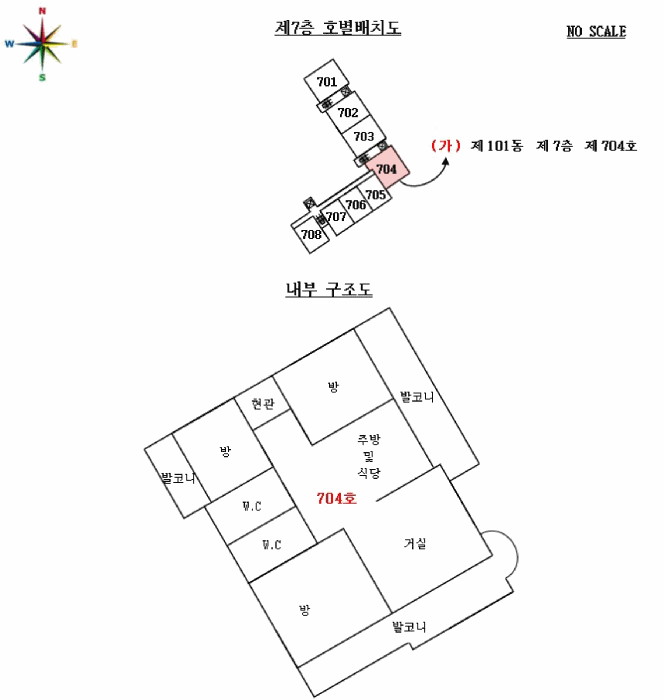 N
W E
S
제7층 호별배치도
NO SCALE
701
702
703
704
705
706
707
708
(가) 제101동 제7층 제704호
내부 구조도
방
발코니
현관
주방
및
식당
방
발코니
W.C
704호
W.C
거실
방
발코니